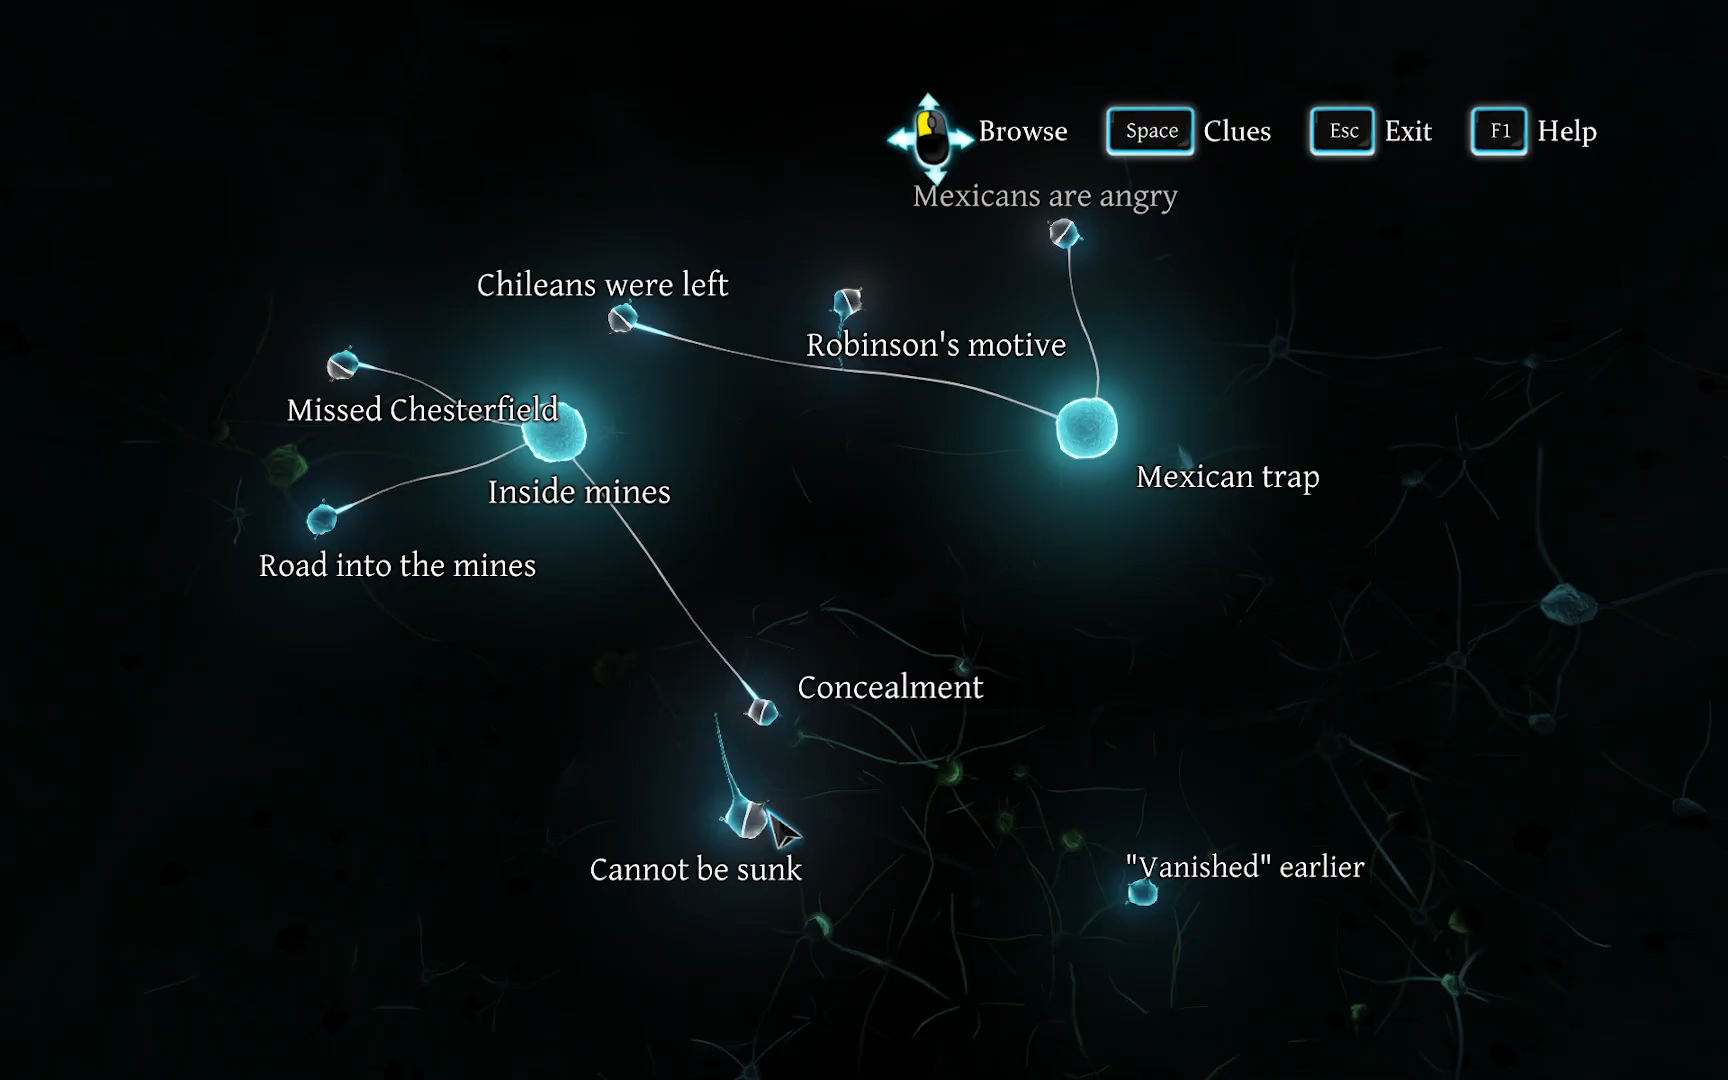 Browse
Space
Clues
Esc
Exit
F1
Help
Mexicans are angry
Chileans were left
Robinson's motive
Missed Chesterfield
Mexican trap
Inside mines
Road into the mines
Concealment
Cannot be sunk
"Vanished" earlier